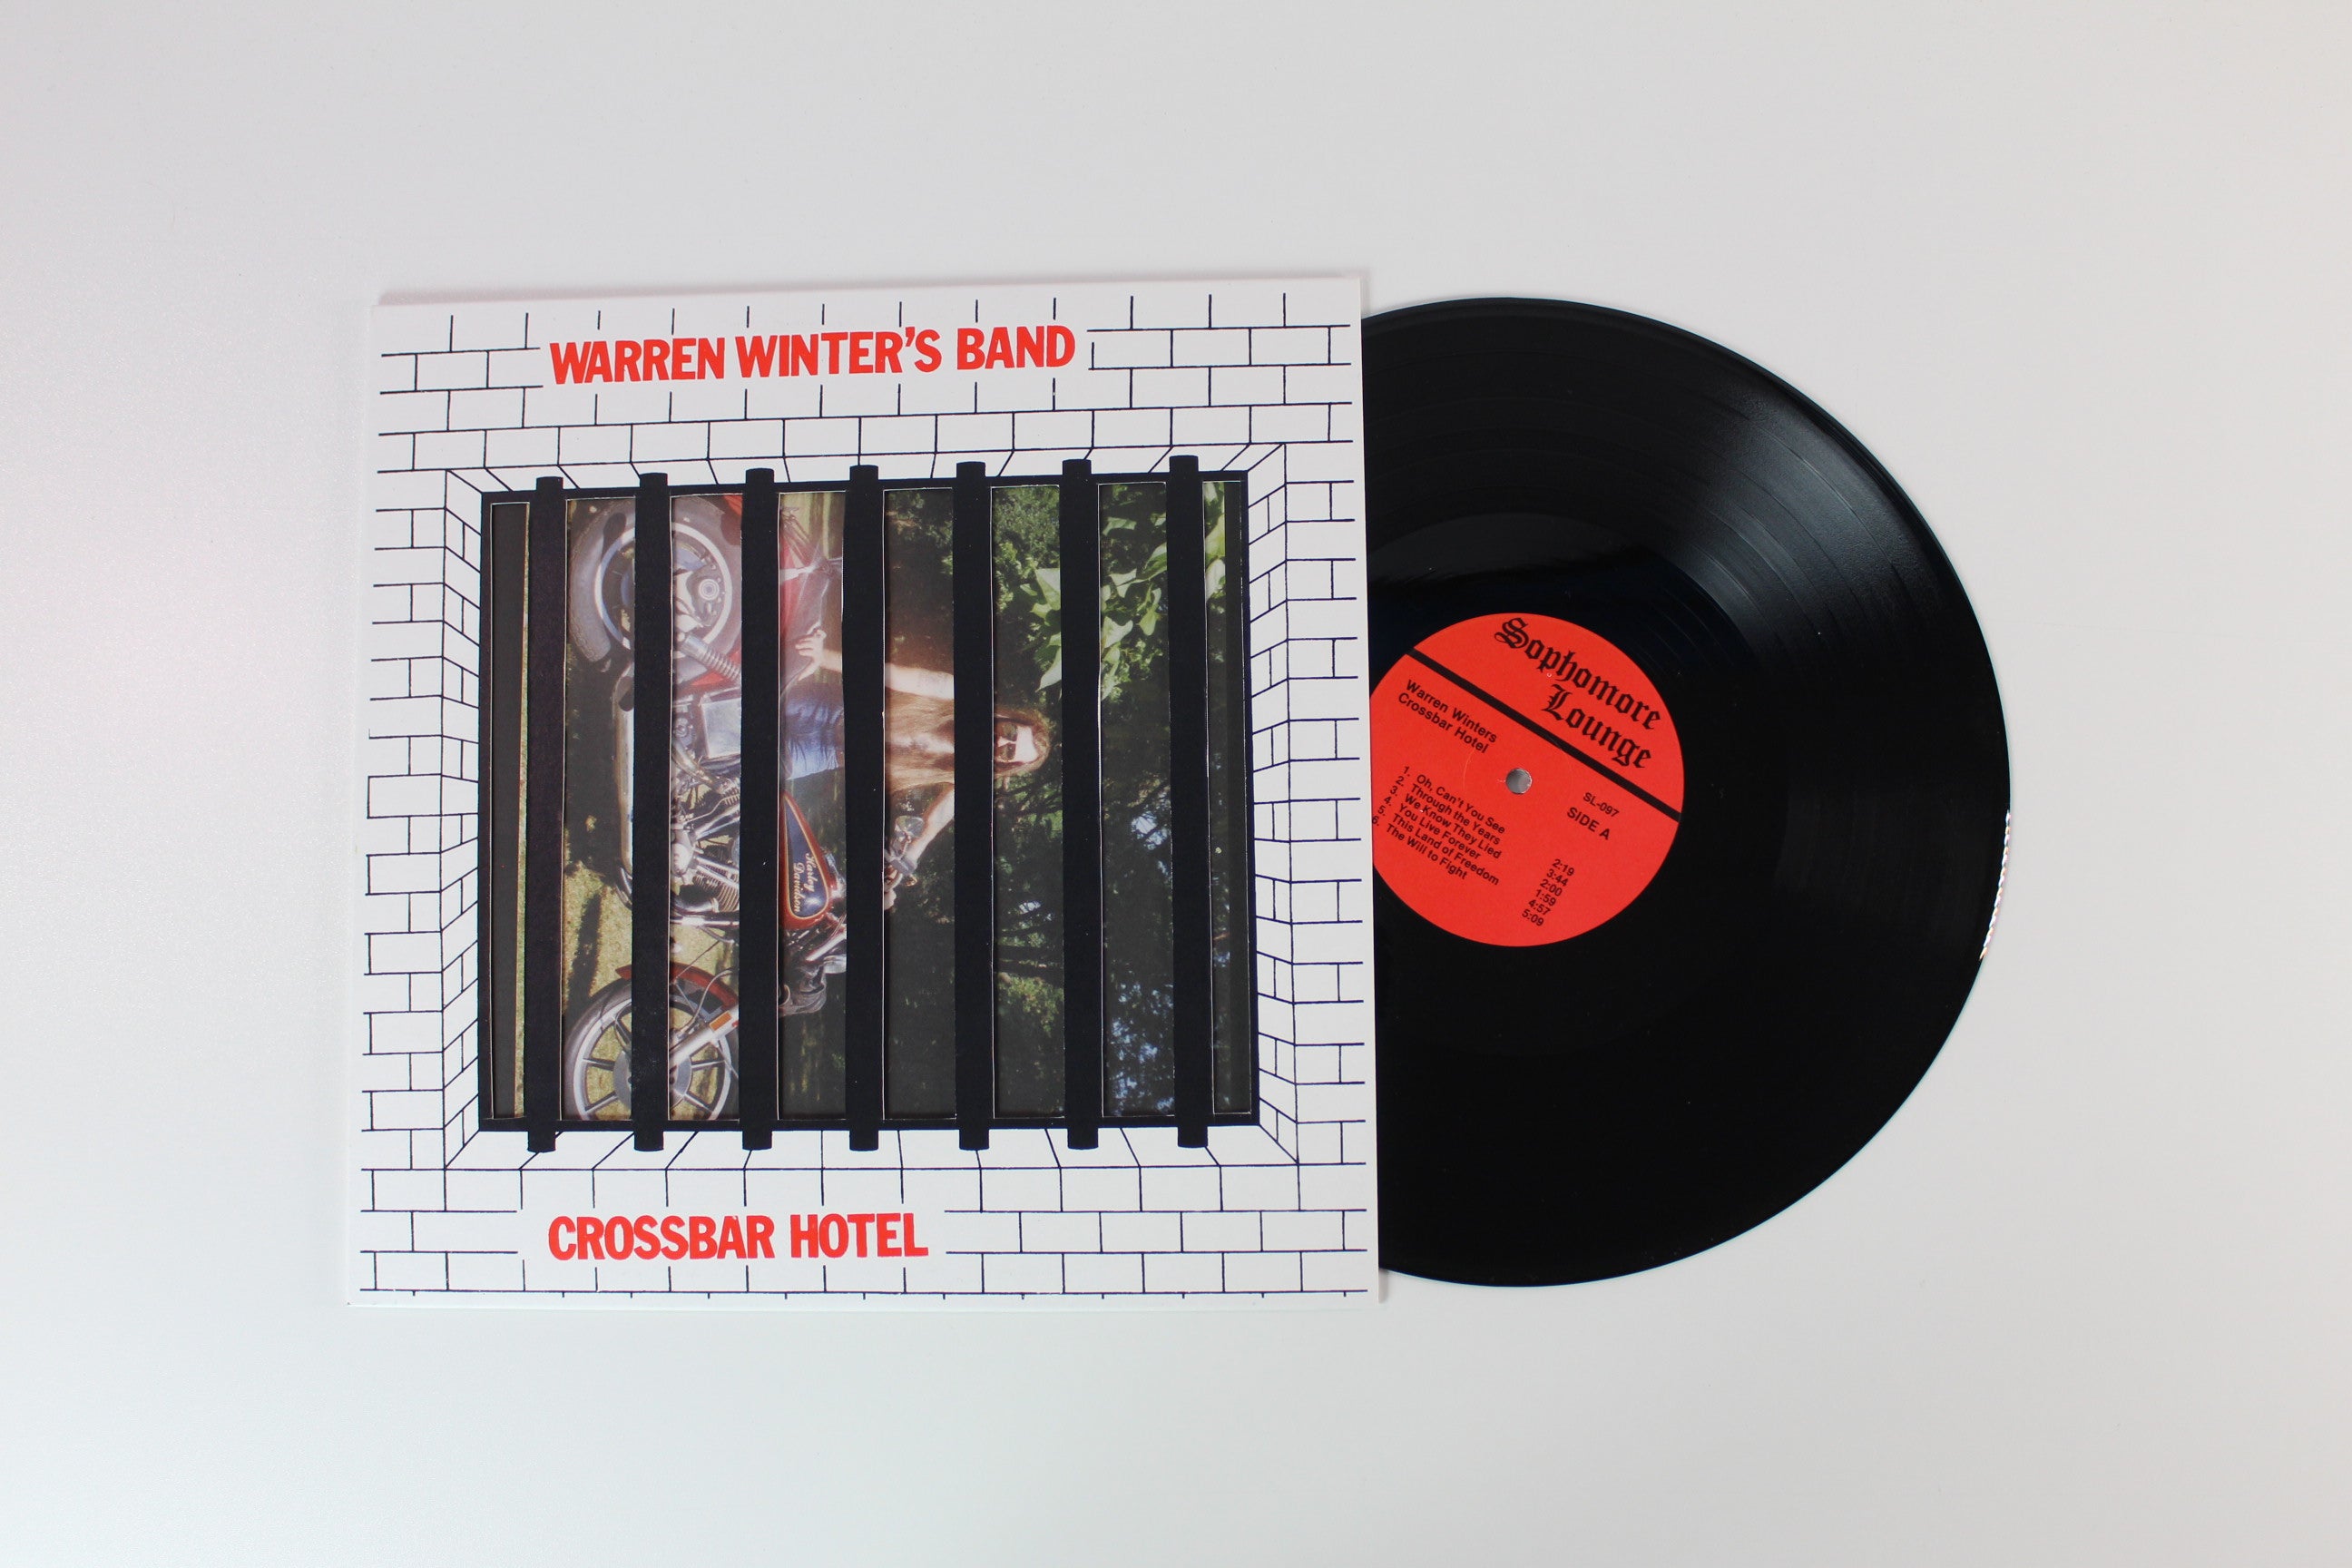 WARREN WINTER'S BAND
CROSSBAR HOTEL
Harley
Davidson
Sophomore
Lounge
Warren Winters
Crossbar Hotel
SL-097
SIDE A
1. Oh, Can't You See 2:19
2. Through the Years 3:44
3. We Know They Lied 2:00
4. You Live Forever 1:59
5. This Land of Freedom 4:57
6. The Will to Fight 5:09